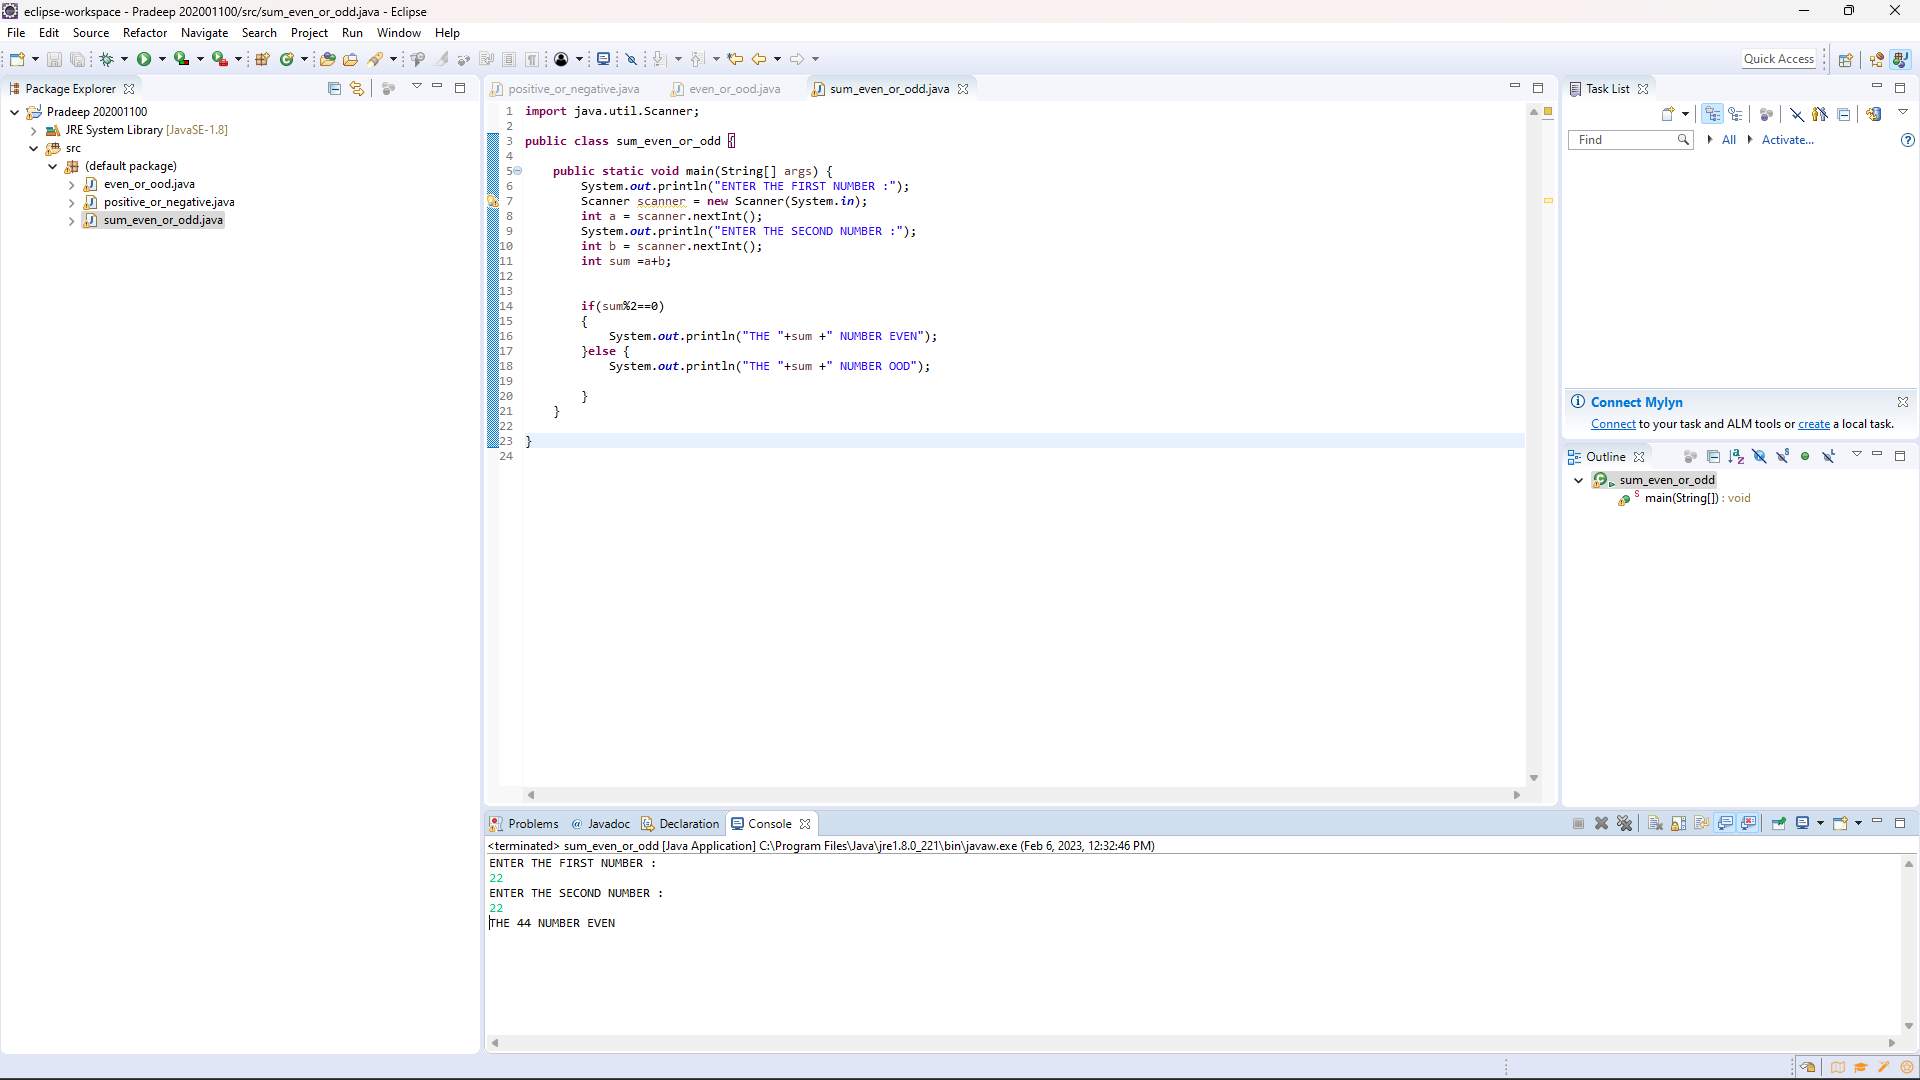 eclipse-workspace - Pradeep 202001100/src/sum_even_or_odd.java - Eclipse
File Edit Source Refactor Navigate Search Project Run Window Help
Quick Access
Package Explorer
Pradeep 202001100
JRE System Library [JavaSE-1.8]
src
(default package)
even_or_ood.java
positive_or_negative.java
sum_even_or_odd.java
positive_or_negative.java even_or_ood.java sum_even_or_odd.java
1 import java.util.Scanner;
2
3 public class sum_even_or_odd {
4
5 public static void main(String[] args) {
6 System.out.println("ENTER THE FIRST NUMBER :");
7 Scanner scanner = new Scanner(System.in);
8 int a = scanner.nextInt();
9 System.out.println("ENTER THE SECOND NUMBER :");
10 int b = scanner.nextInt();
11 int sum =a+b;
12
13
14 if(sum%2==0)
15 {
16 System.out.println("THE "+sum +" NUMBER EVEN");
17 }else {
18 System.out.println("THE "+sum +" NUMBER OOD");
19
20 }
21 }
22
23 }
24
Task List
Find All Activate...
Connect Mylyn
Connect to your task and ALM tools or create a local task.
Outline
sum_even_or_odd
main(String[]) : void
Problems @ Javadoc Declaration Console
<terminated> sum_even_or_odd [Java Application] C:\Program Files\Java\jre1.8.0_221\bin\javaw.exe (Feb 6, 2023, 12:32:46 PM)
ENTER THE FIRST NUMBER :
22
ENTER THE SECOND NUMBER :
22
THE 44 NUMBER EVEN